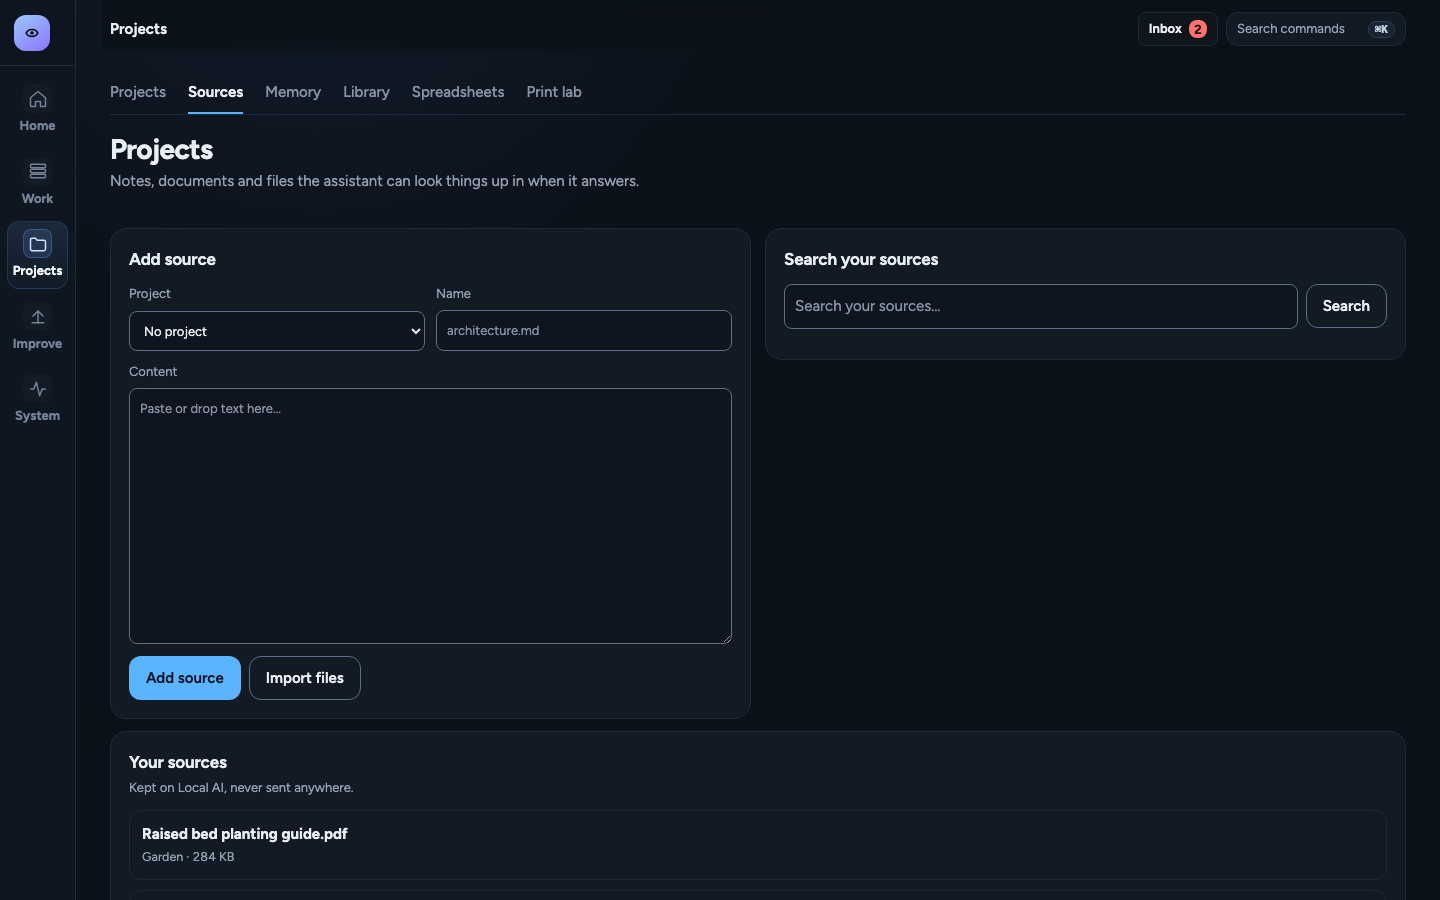 Projects
Inbox 2
Search commands ⌘K
Home
Work
Projects
Improve
System
Projects Sources Memory Library Spreadsheets Print lab
Projects
Notes, documents and files the assistant can look things up in when it answers.
Add source
Project Name
No project architecture.md
Content
Paste or drop text here...
Add source Import files
Search your sources
Search your sources... Search
Your sources
Kept on Local AI, never sent anywhere.
Raised bed planting guide.pdf
Garden · 284 KB